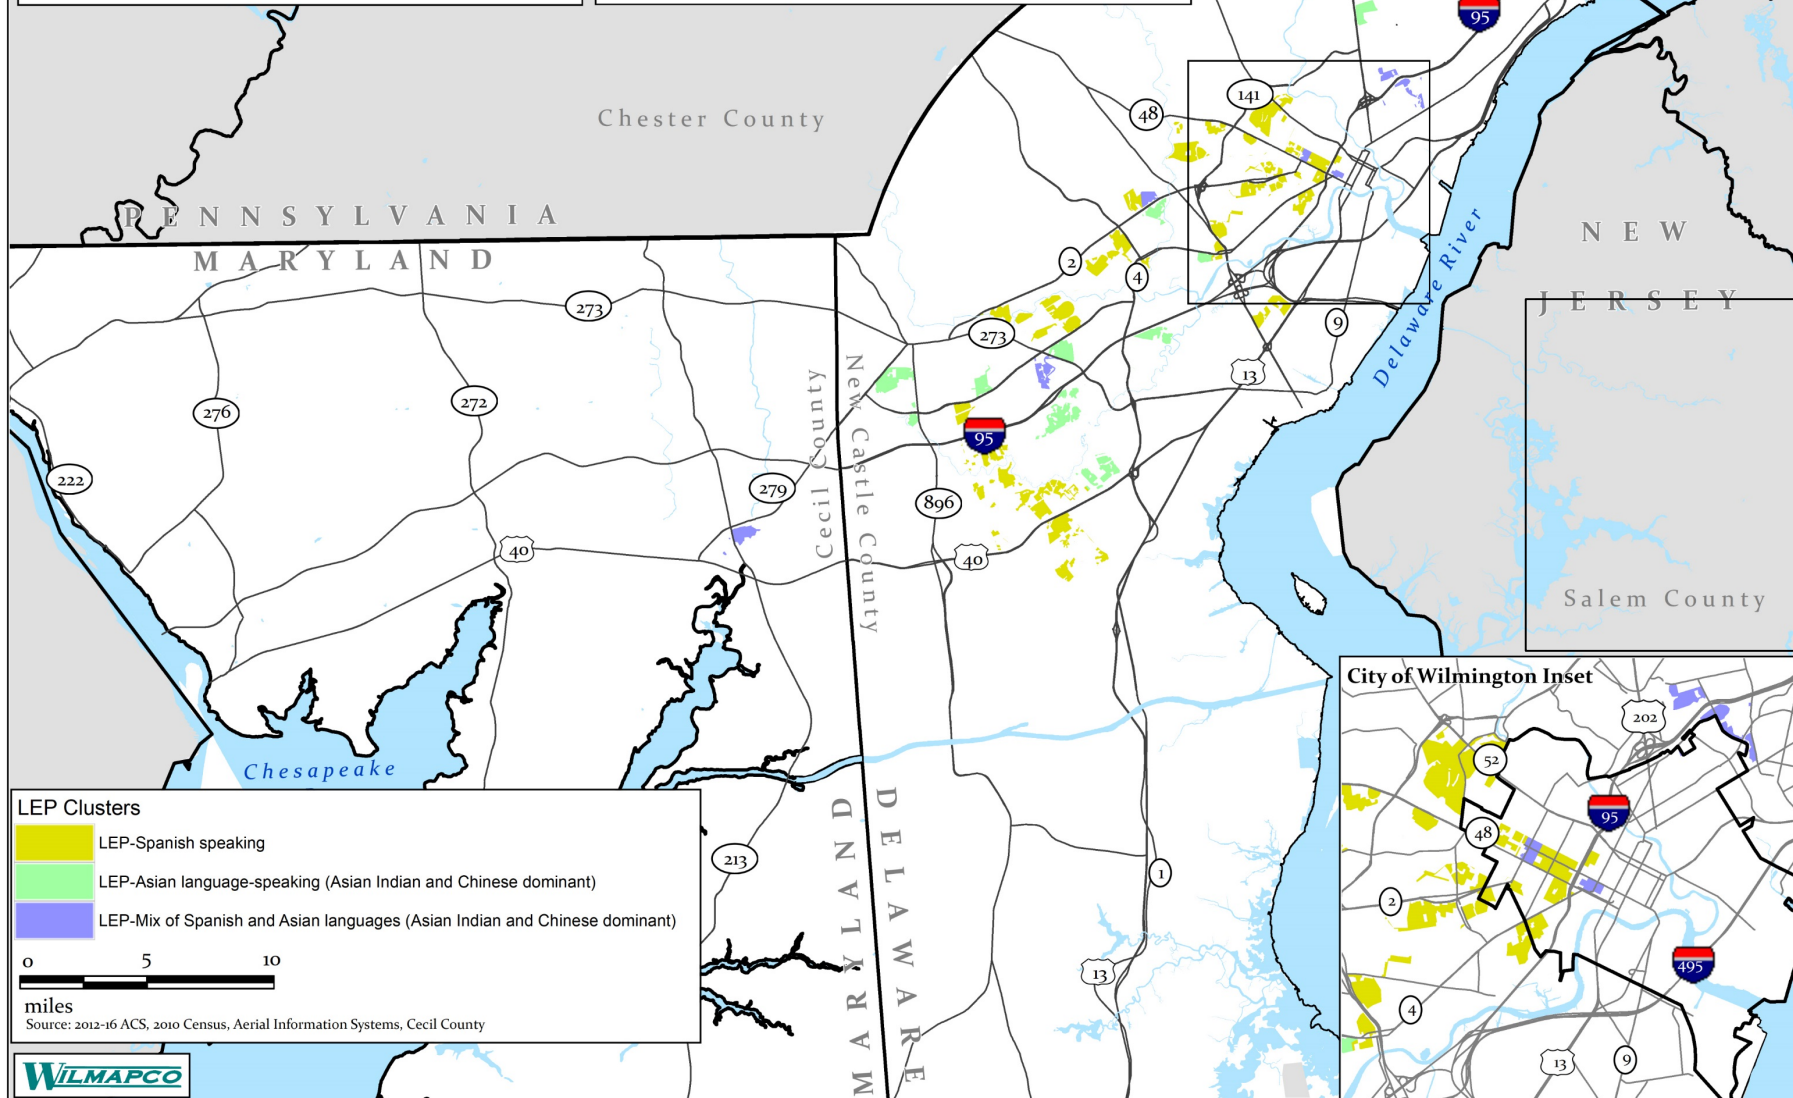 95
Chester County
141
48
PENNSYLVANIA
NEW
MARYLAND
2
4
JERSEY
273
273
9
Delaware River
13
276
272
New Castle County
Cecil County
95
222
279
896
40
40
Salem County
City of Wilmington Inset
202
52
95
48
2
495
4
13
9
Chesapeake
LEP Clusters
LEP-Spanish speaking
LEP-Asian language-speaking (Asian Indian and Chinese dominant)
LEP-Mix of Spanish and Asian languages (Asian Indian and Chinese dominant)
0 5 10
miles
Source: 2012-16 ACS, 2010 Census, Aerial Information Systems, Cecil County
WILMAPCO
213
1
13
MARYLAND
DELAWARE